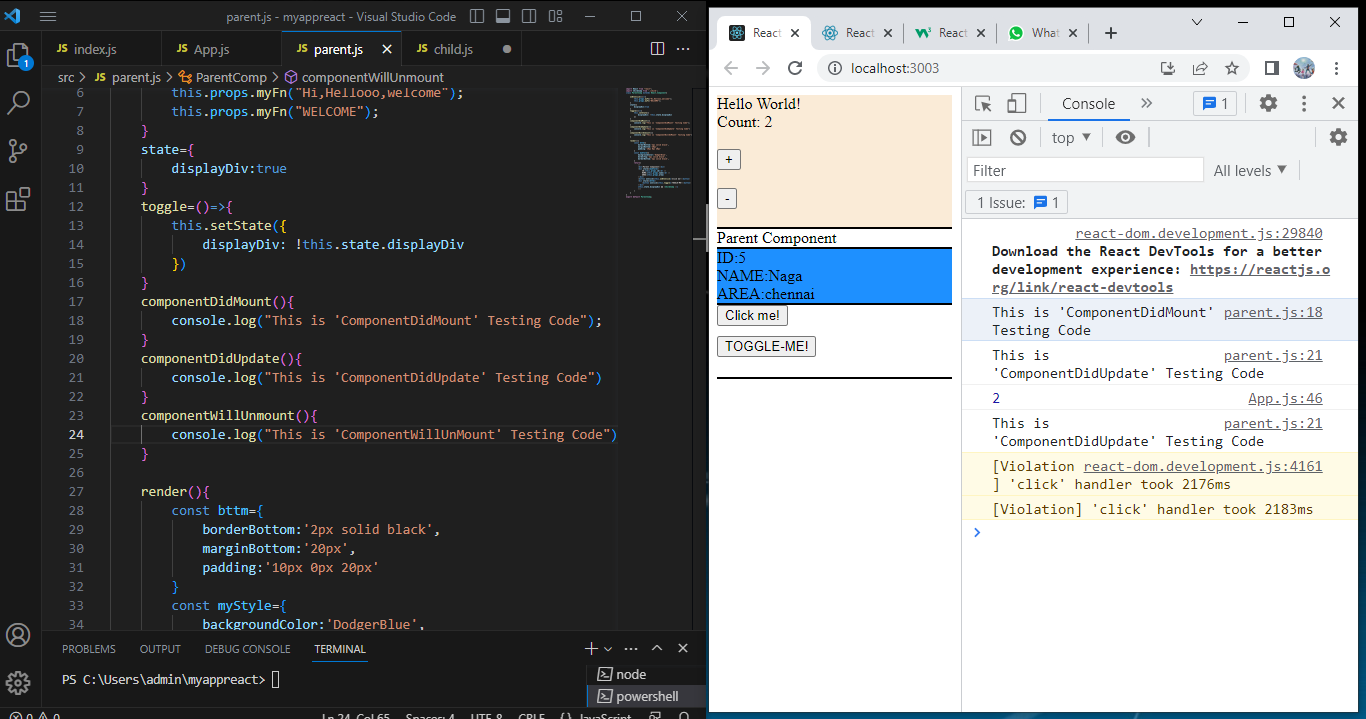 parent.js - myappreact - Visual Studio Code
index.js
App.js
parent.js
child.js
src > parent.js > ParentComp > componentWillUnmount
6 this.props.myFn("Hi,Hellooo,welcome");
7 this.props.myFn("WELCOME");
8 }
9 state={
10 displayDiv:true
11 }
12 toggle=()=>{
13 this.setState({
14 displayDiv: !this.state.displayDiv
15 })
16 }
17 componentDidMount(){
18 console.log("This is 'ComponentDidMount' Testing Code");
19 }
20 componentDidUpdate(){
21 console.log("This is 'ComponentDidUpdate' Testing Code")
22 }
23 componentWillUnmount(){
24 console.log("This is 'ComponentWillUnMount' Testing Code")
25 }
26
27 render(){
28 const bttm={
29 borderBottom:'2px solid black',
30 marginBottom:'20px',
31 padding:'10px 0px 20px'
32 }
33 const myStyle={
34 backgroundColor:'DodgerBlue',
PROBLEMS OUTPUT DEBUG CONSOLE TERMINAL
PS C:\Users\admin\myappreact>
node
powershell
0 0 Ln 24, Col 65 Spaces: 4 UTF-8 CRLF {} JavaScript
React
React
React
What
localhost:3003
Hello World!
Count: 2
+
-
Parent Component
ID:5
NAME:Naga
AREA:chennai
Click me!
TOGGLE-ME!
Console
1
top
Filter
All levels
1 Issue: 1
react-dom.development.js:29840
Download the React DevTools for a better
development experience: https://reactjs.o
rg/link/react-devtools
This is 'ComponentDidMount' parent.js:18
Testing Code
This is parent.js:21
'ComponentDidUpdate' Testing Code
2 App.js:46
This is parent.js:21
'ComponentDidUpdate' Testing Code
[Violation react-dom.development.js:4161
] 'click' handler took 2176ms
[Violation] 'click' handler took 2183ms